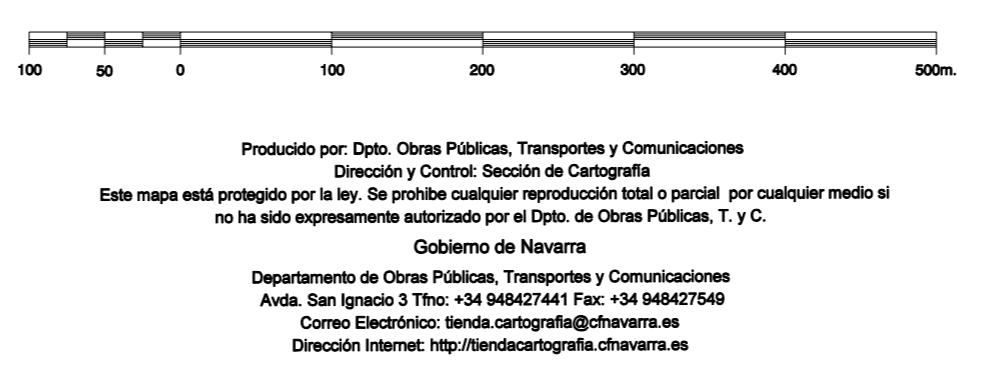 100 50 0 100 200 300 400 500m.
Producido por: Dpto. Obras Públicas, Transportes y Comunicaciones
Dirección y Control: Sección de Cartografía
Este mapa está protegido por la ley. Se prohibe cualquier reproducción total o parcial por cualquier medio si
no ha sido expresamente autorizado por el Dpto. de Obras Públicas, T. y C.
Gobierno de Navarra
Departamento de Obras Públicas, Transportes y Comunicaciones
Avda. San Ignacio 3 Tfno: +34 948427441 Fax: +34 948427549
Correo Electrónico: tienda.cartografia@cfnavarra.es
Dirección Internet: http://tiendacartografia.cfnavarra.es